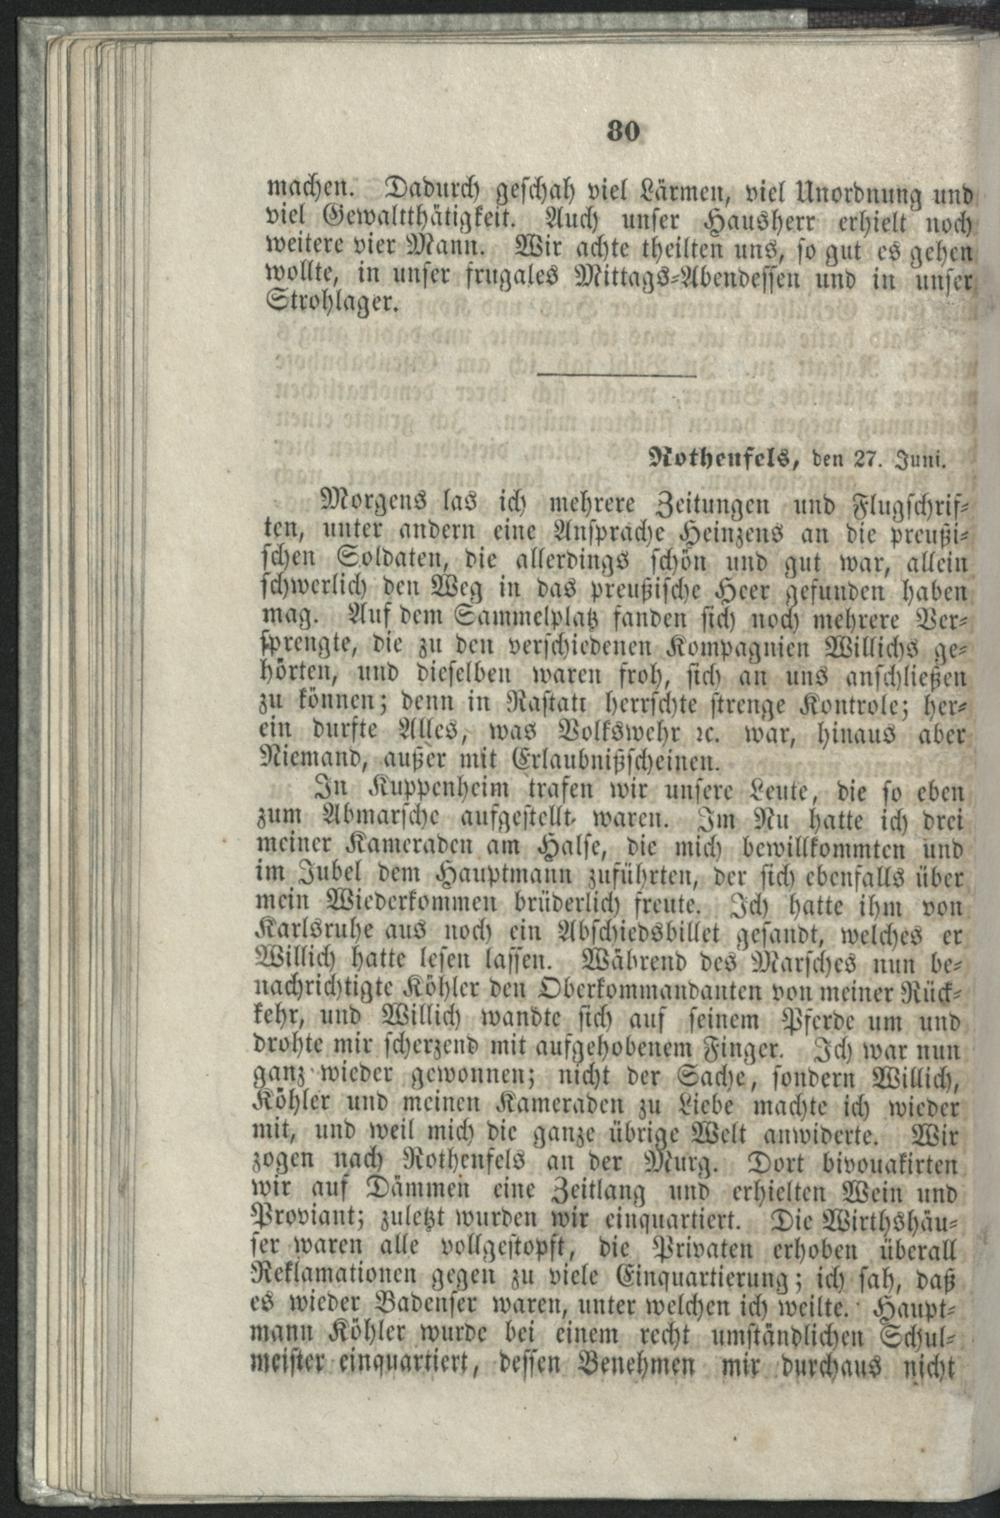 80
machen. Dadurch geschah viel Lärmen, viel Unordnung und
viel Gewaltthätigkeit. Auch unser Hausherr erhielt noch
weitere vier Mann. Wir achte theilten uns, so gut es gehen
wollte, in unser frugales Mittags-Abendessen und in unser
Strohlager.
Rothenfels, den 27. Juni.
Morgens las ich mehrere Zeitungen und Flugschrif-
ten, unter andern eine Ansprache Heinzens an die preußi-
schen Soldaten, die allerdings schön und gut war, allein
schwerlich den Weg in das preußische Heer gefunden haben
mag. Auf dem Sammelplatz fanden sich noch mehrere Ver-
sprengte, die zu den verschiedenen Kompagnien Willichs ge-
hörten, und dieselben waren froh, sich an uns anschließen
zu können; denn in Rastatt herrschte strenge Kontrole; her-
ein durfte Alles, was Volkswehr ꝛc. war, hinaus aber
Niemand, außer mit Erlaubnißscheinen.
In Kuppenheim trafen wir unsere Leute, die so eben
zum Abmarsche aufgestellt waren. Im Nu hatte ich drei
meiner Kameraden am Halse, die mich bewillkommten und
im Jubel dem Hauptmann zuführten, der sich ebenfalls über
mein Wiederkommen brüderlich freute. Ich hatte ihm von
Karlsruhe aus noch ein Abschiedsbillet gesandt, welches er
Willich hatte lesen lassen. Während des Marsches nun be-
nachrichtigte Köhler den Oberkommandanten von meiner Rück-
kehr, und Willich wandte sich auf seinem Pferde um und
drohte mir scherzend mit aufgehobenem Finger. Ich war nun
ganz wieder gewonnen; nicht der Sache, sondern Willich,
Köhler und meinen Kameraden zu Liebe machte ich wieder
mit, und weil mich die ganze übrige Welt anwiderte. Wir
zogen nach Rothenfels an der Murg. Dort bivouakirten
wir auf Dämmen eine Zeitlang und erhielten Wein und
Proviant; zuletzt wurden wir einquartiert. Die Wirthshäu-
ser waren alle vollgestopft, die Privaten erhoben überall
Reklamationen gegen zu viele Einquartierung; ich sah, daß
es wieder Badenser waren, unter welchen ich weilte. Haupt-
mann Köhler wurde bei einem recht umständlichen Schul-
meister einquartiert, dessen Benehmen mir durchaus nicht